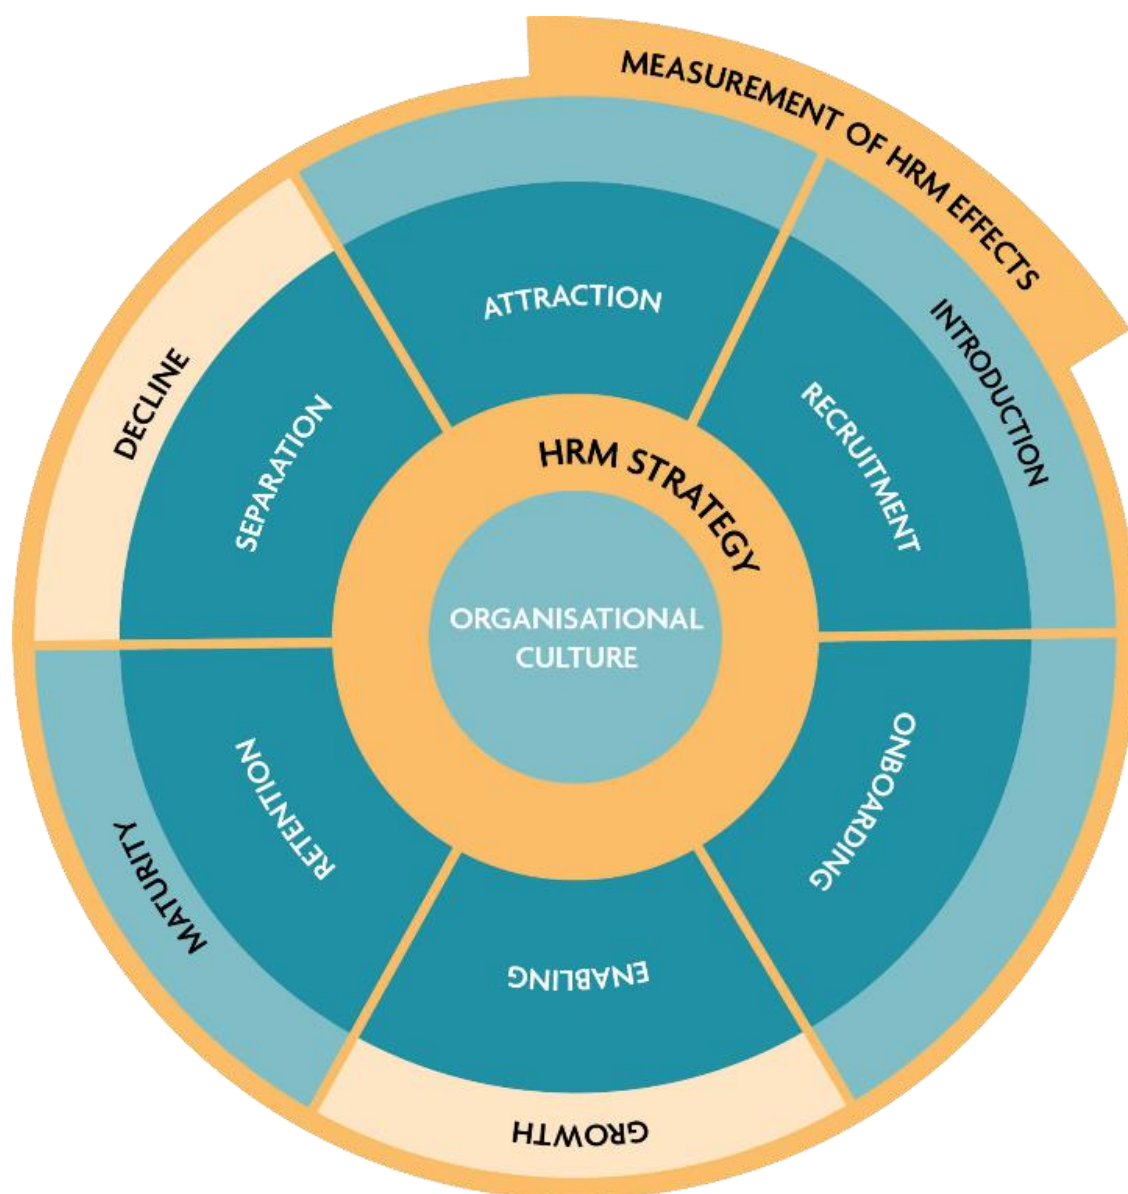 MEASUREMENT OF HRM EFFECTS
INTRODUCTION
GROWTH
MATURITY
DECLINE
ATTRACTION
RECRUITMENT
ONBOARDING
ENABLING
RETENTION
SEPARATION
HRM STRATEGY
ORGANISATIONAL
CULTURE